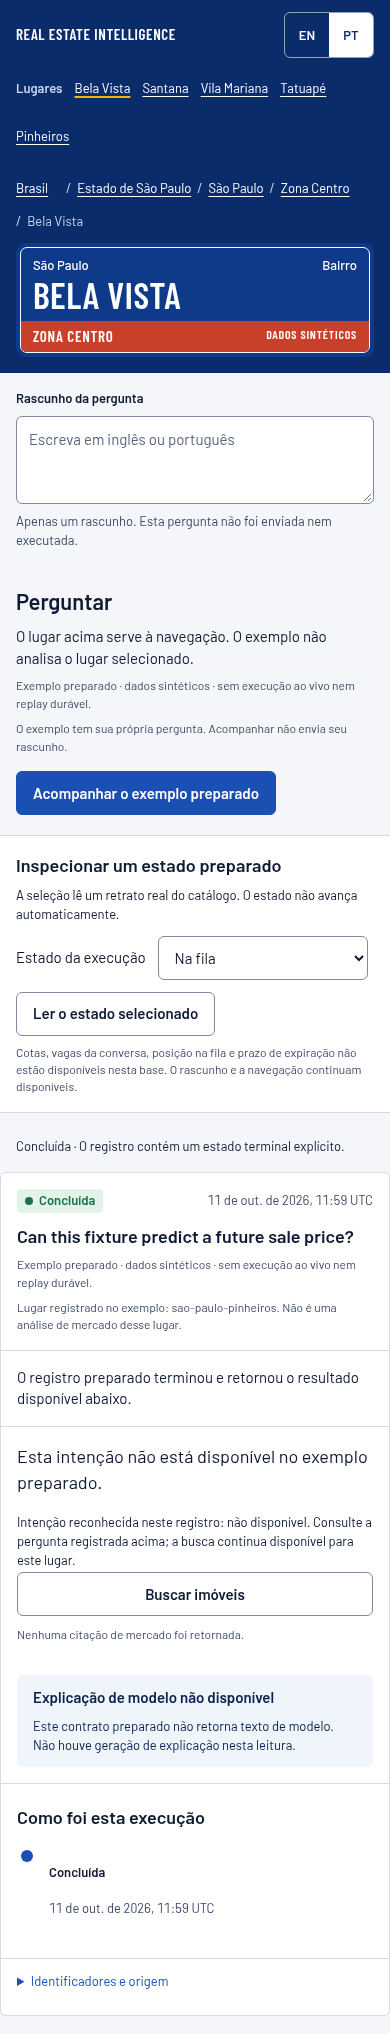 REAL ESTATE INTELLIGENCE
EN PT
Lugares Bela Vista Santana Vila Mariana Tatuapé
Pinheiros
Brasil / Estado de São Paulo / São Paulo / Zona Centro
/ Bela Vista
São Paulo Bairro
BELA VISTA
ZONA CENTRO DADOS SINTÉTICOS
Rascunho da pergunta
Escreva em inglês ou português
Apenas um rascunho. Esta pergunta não foi enviada nem
executada.
Perguntar
O lugar acima serve à navegação. O exemplo não
analisa o lugar selecionado.
Exemplo preparado · dados sintéticos · sem execução ao vivo nem
replay durável.
O exemplo tem sua própria pergunta. Acompanhar não envia seu
rascunho.
Acompanhar o exemplo preparado
Inspecionar um estado preparado
A seleção lê um retrato real do catálogo. O estado não avança
automaticamente.
Estado da execução Na fila
Ler o estado selecionado
Cotas, vagas da conversa, posição na fila e prazo de expiração não
estão disponíveis nesta base. O rascunho e a navegação continuam
disponíveis.
Concluída · O registro contém um estado terminal explícito.
Concluída 11 de out. de 2026, 11:59 UTC
Can this fixture predict a future sale price?
Exemplo preparado · dados sintéticos · sem execução ao vivo nem
replay durável.
Lugar registrado no exemplo: sao-paulo-pinheiros. Não é uma
análise de mercado desse lugar.
O registro preparado terminou e retornou o resultado
disponível abaixo.
Esta intenção não está disponível no exemplo
preparado.
Intenção reconhecida neste registro: não disponível. Consulte a
pergunta registrada acima; a busca continua disponível para
este lugar.
Buscar imóveis
Nenhuma citação de mercado foi retornada.
Explicação de modelo não disponível
Este contrato preparado não retorna texto de modelo.
Não houve geração de explicação nesta leitura.
Como foi esta execução
Concluída
11 de out. de 2026, 11:59 UTC
Identificadores e origem